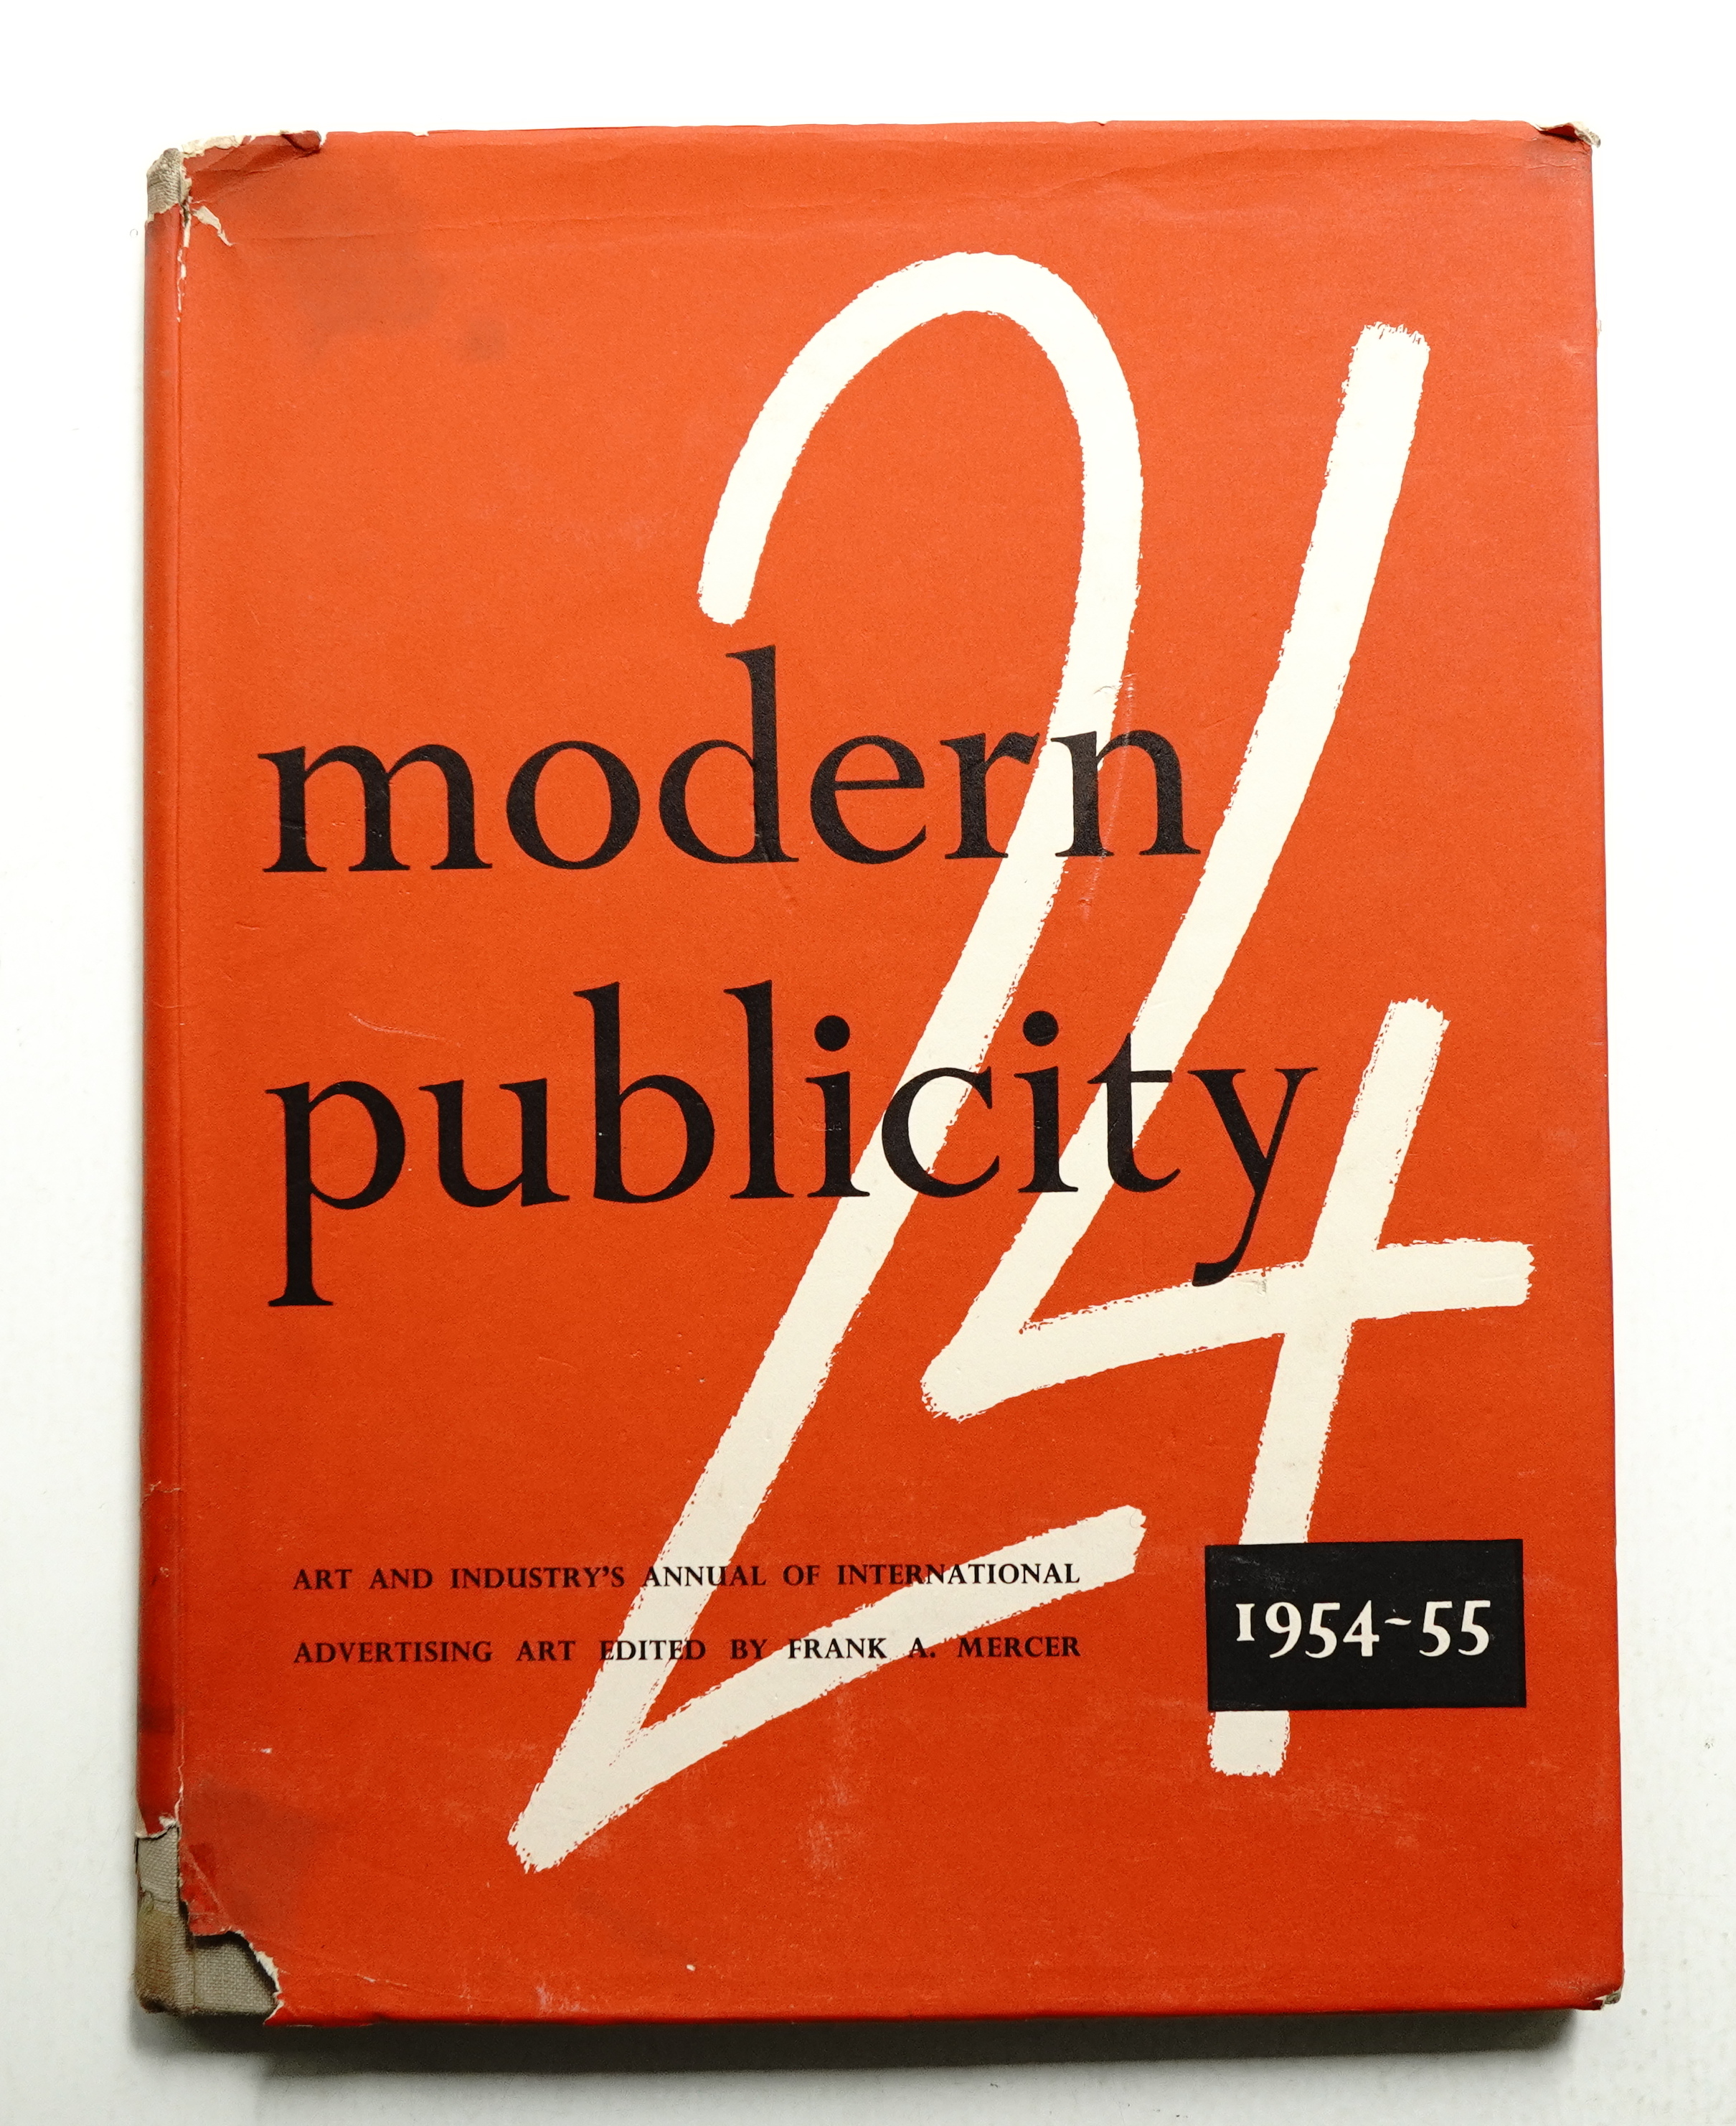 24
modern
publicity
ART AND INDUSTRY'S ANNUAL OF INTERNATIONAL
ADVERTISING ART EDITED BY FRANK A. MERCER
1954-55